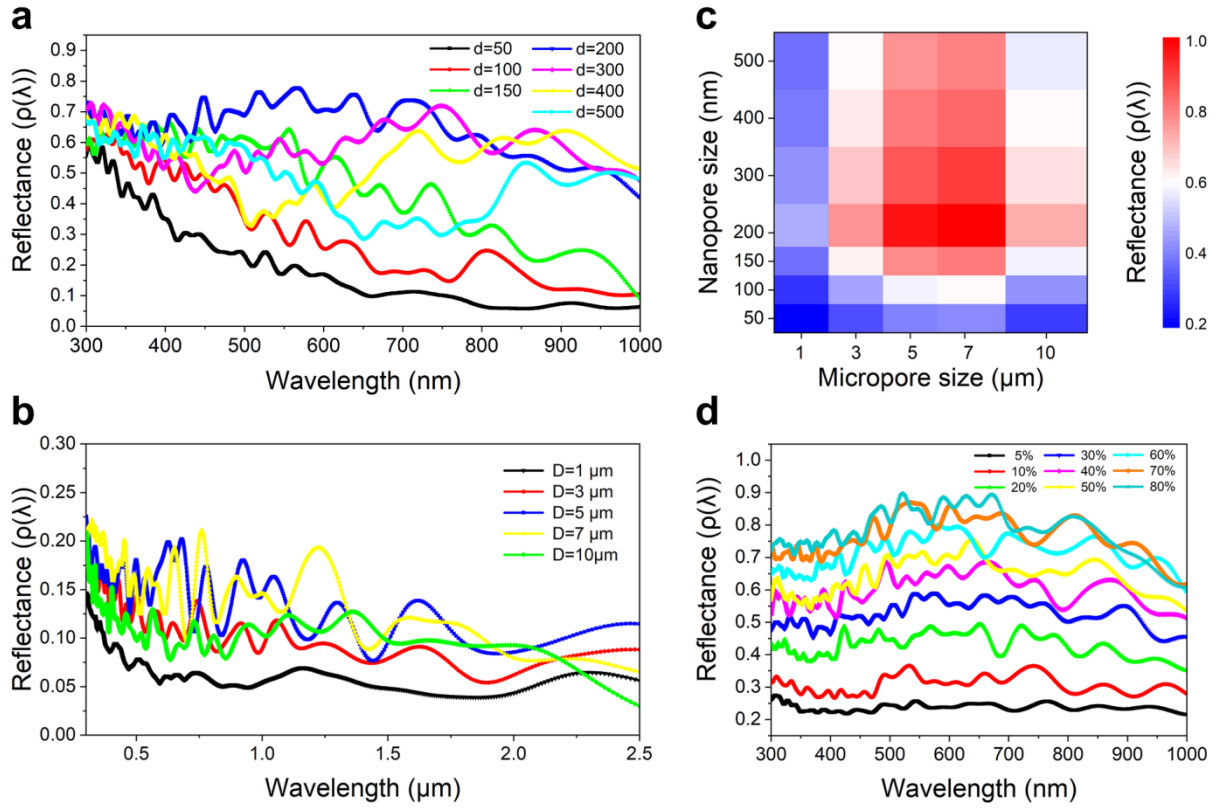 a
0.9
0.8
0.7
0.6
0.5
0.4
0.3
0.2
0.1
0.0
Reflectance (ρ(λ))
d=50
d=100
d=150
d=200
d=300
d=400
d=500
300 400 500 600 700 800 900 1000
Wavelength (nm)
c
500
300
200
150
100
50
Nanopore size (nm)
1 3 5 7 10
Micropore size (μm)
Reflectance (ρ(λ))
1.0
0.8
0.6
0.4
0.2
b
0.30
0.25
0.20
0.15
0.10
0.05
0.00
Reflectance (ρ(λ))
D=1 μm
D=3 μm
D=5 μm
D=7 μm
D=10μm
0.5 1.0 1.5 2.0 2.5
Wavelength (μm)
d
1.0
0.9
0.8
0.7
0.6
0.5
0.4
0.3
0.2
Reflectance (ρ(λ))
5% 30% 60%
10% 40% 70%
20% 50% 80%
300 400 500 600 700 800 900 1000
Wavelength (nm)